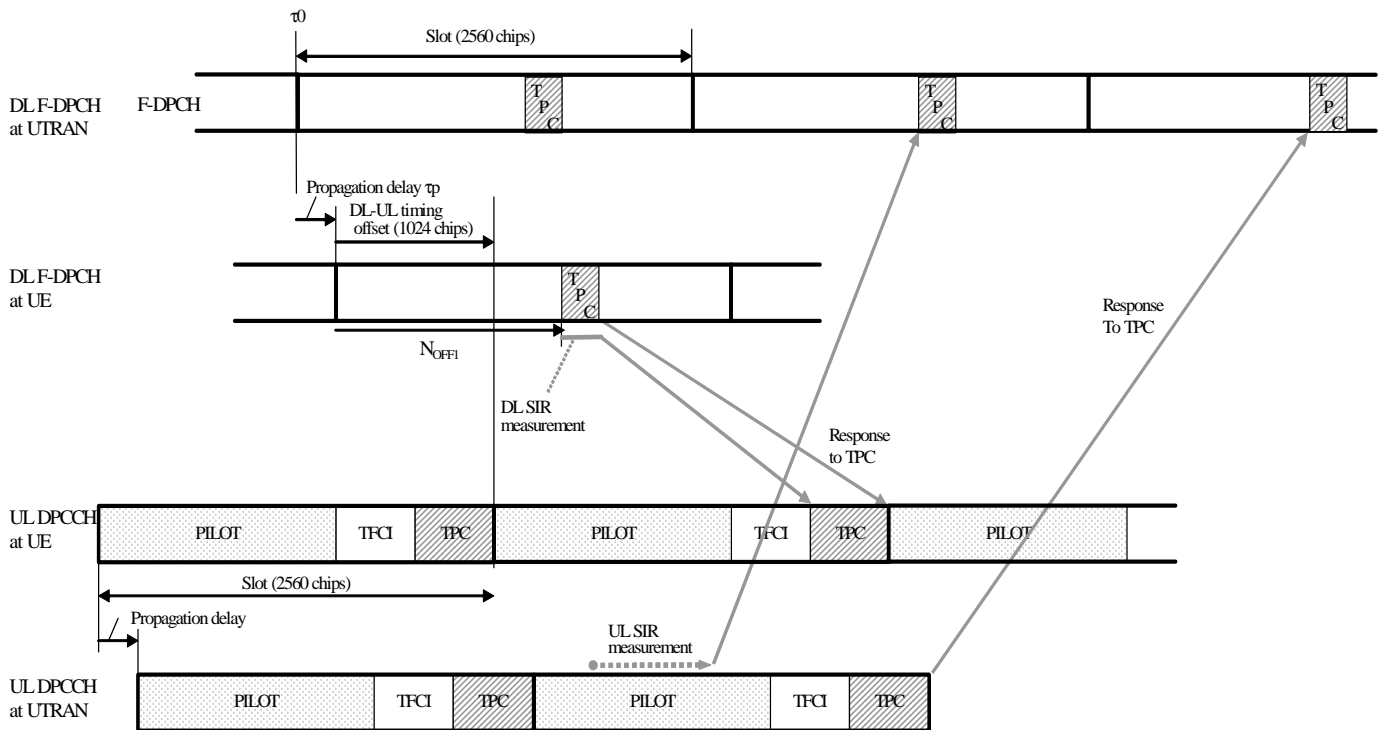 τ0
Slot (2560 chips)
DL F-DPCH
at UTRAN
F-DPCH
T
P
C
T
P
C
T
P
C
Propagation delay τp
DL-UL timing
offset (1024 chips)
DL F-DPCH
at UE
T
P
C
N_OFF1
Response
To TPC
DL SIR
measurement
Response
to TPC
UL DPCCH
at UE
PILOT
TFCI
TPC
PILOT
TFCI
TPC
PILOT
Slot (2560 chips)
Propagation delay
UL SIR
measurement
UL DPCCH
at UTRAN
PILOT
TFCI
TPC
PILOT
TFCI
TPC